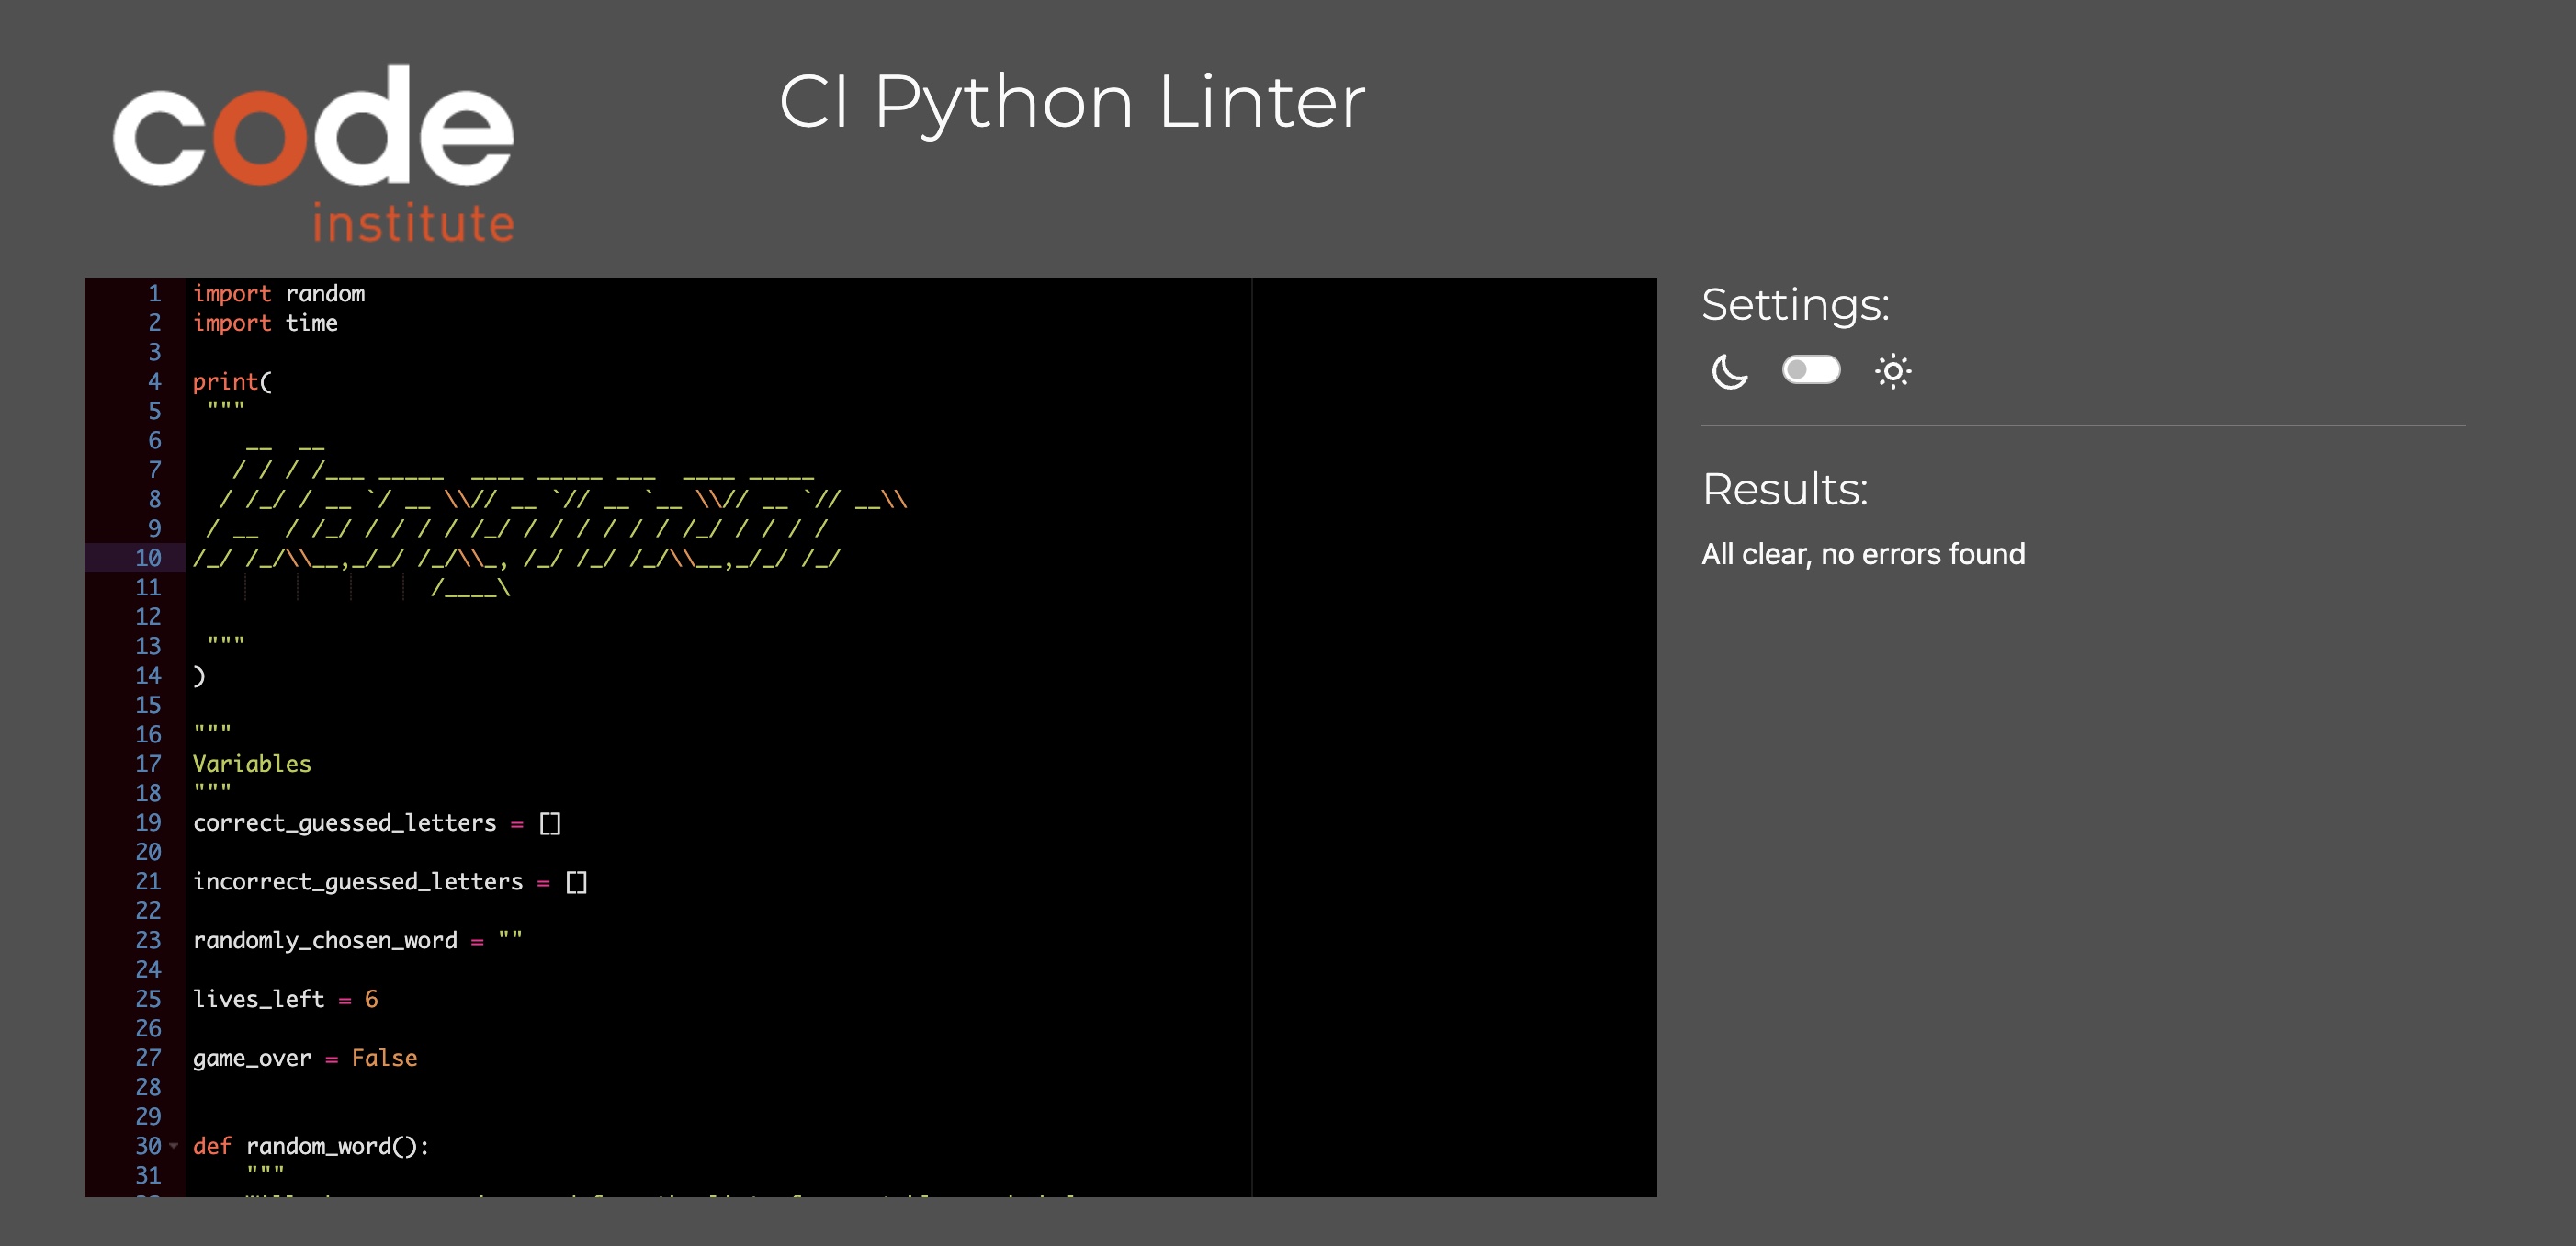 code
institute
CI Python Linter
1 import random
2 import time
3
4 print(
5  """
6     __  __
7    / / / /___ _____  ____ _____ ___  ____ _____
8   / /_/ / __`/ __ \\// __ `// __`__ \\// __ `// __\\
9  / __  / /_/ / / / / /_/ / / / / / / /_/ / / / /
10 /_/ /_/\\__,_/_/ /_/\\_, /_/ /_/ /_/\\__,_/_/ /_/
11                   /____\
12
13  """
14 )
15
16 """
17 Variables
18 """
19 correct_guessed_letters = []
20
21 incorrect_guessed_letters = []
22
23 randomly_chosen_word = ""
24
25 lives_left = 6
26
27 game_over = False
28
29
30 def random_word():
31     """
Settings:
Results:
All clear, no errors found